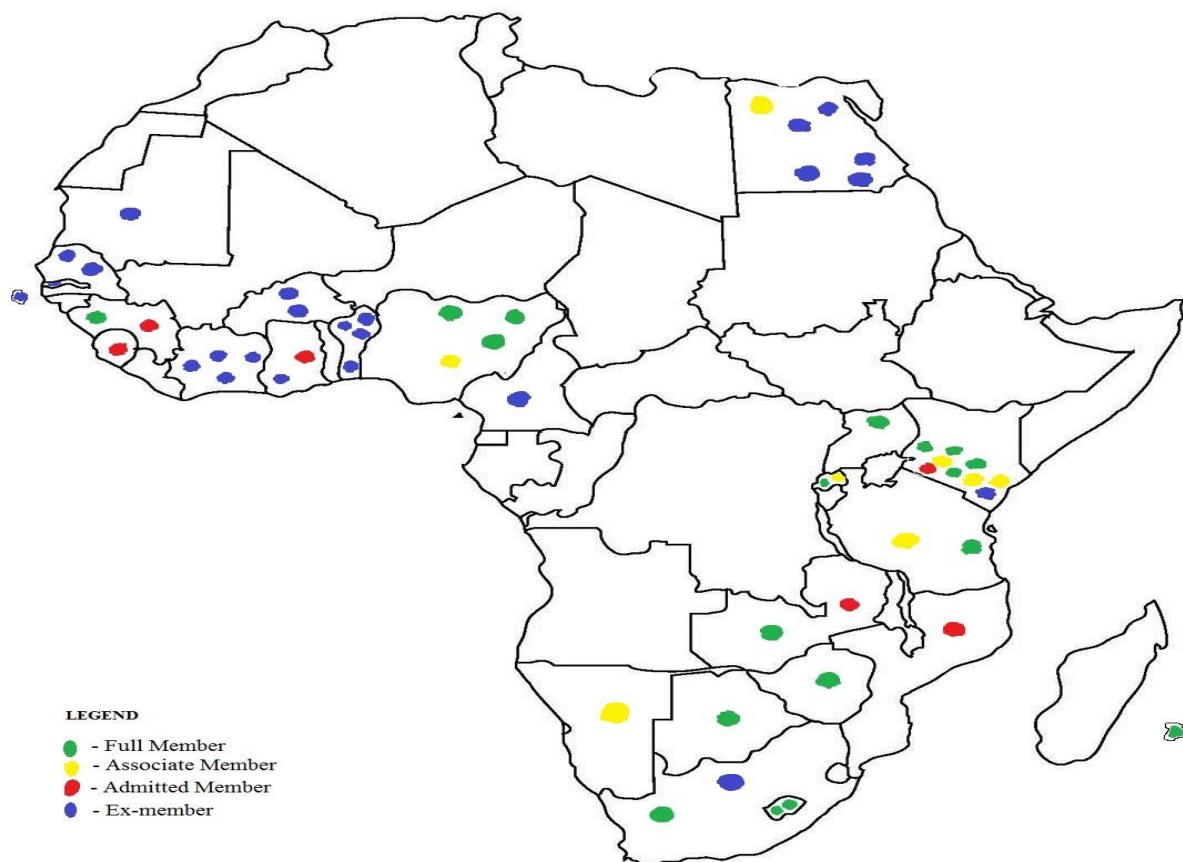 LEGEND
- Full Member
- Associate Member
- Admitted Member
- Ex-member